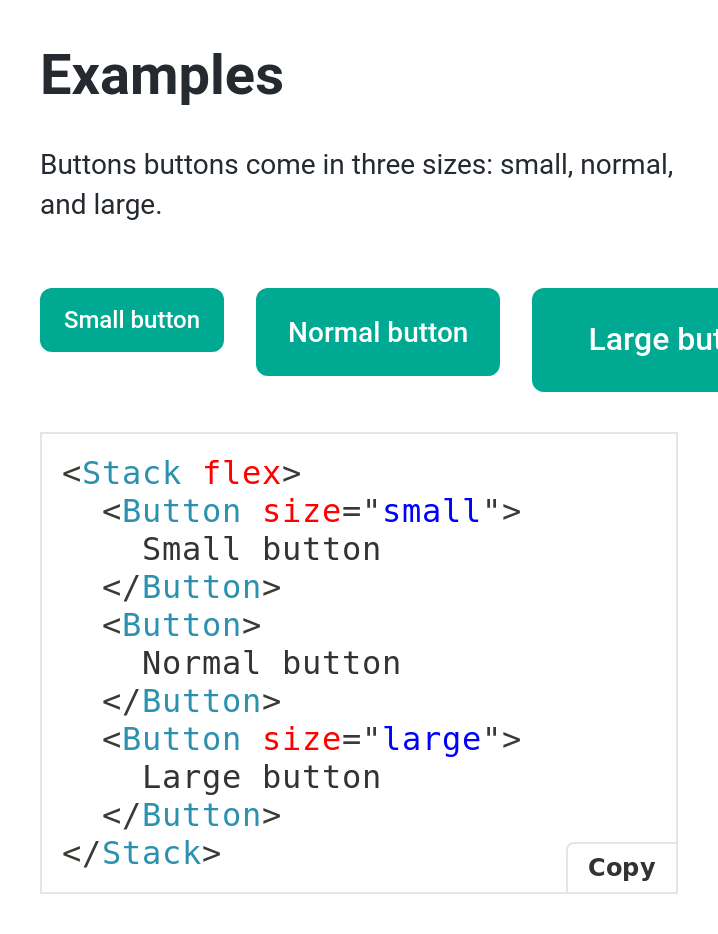 Examples
Buttons buttons come in three sizes: small, normal,
and large.
Small button
Normal button
Large but
<Stack flex>
  <Button size="small">
    Small button
  </Button>
  <Button>
    Normal button
  </Button>
  <Button size="large">
    Large button
  </Button>
</Stack>
Copy